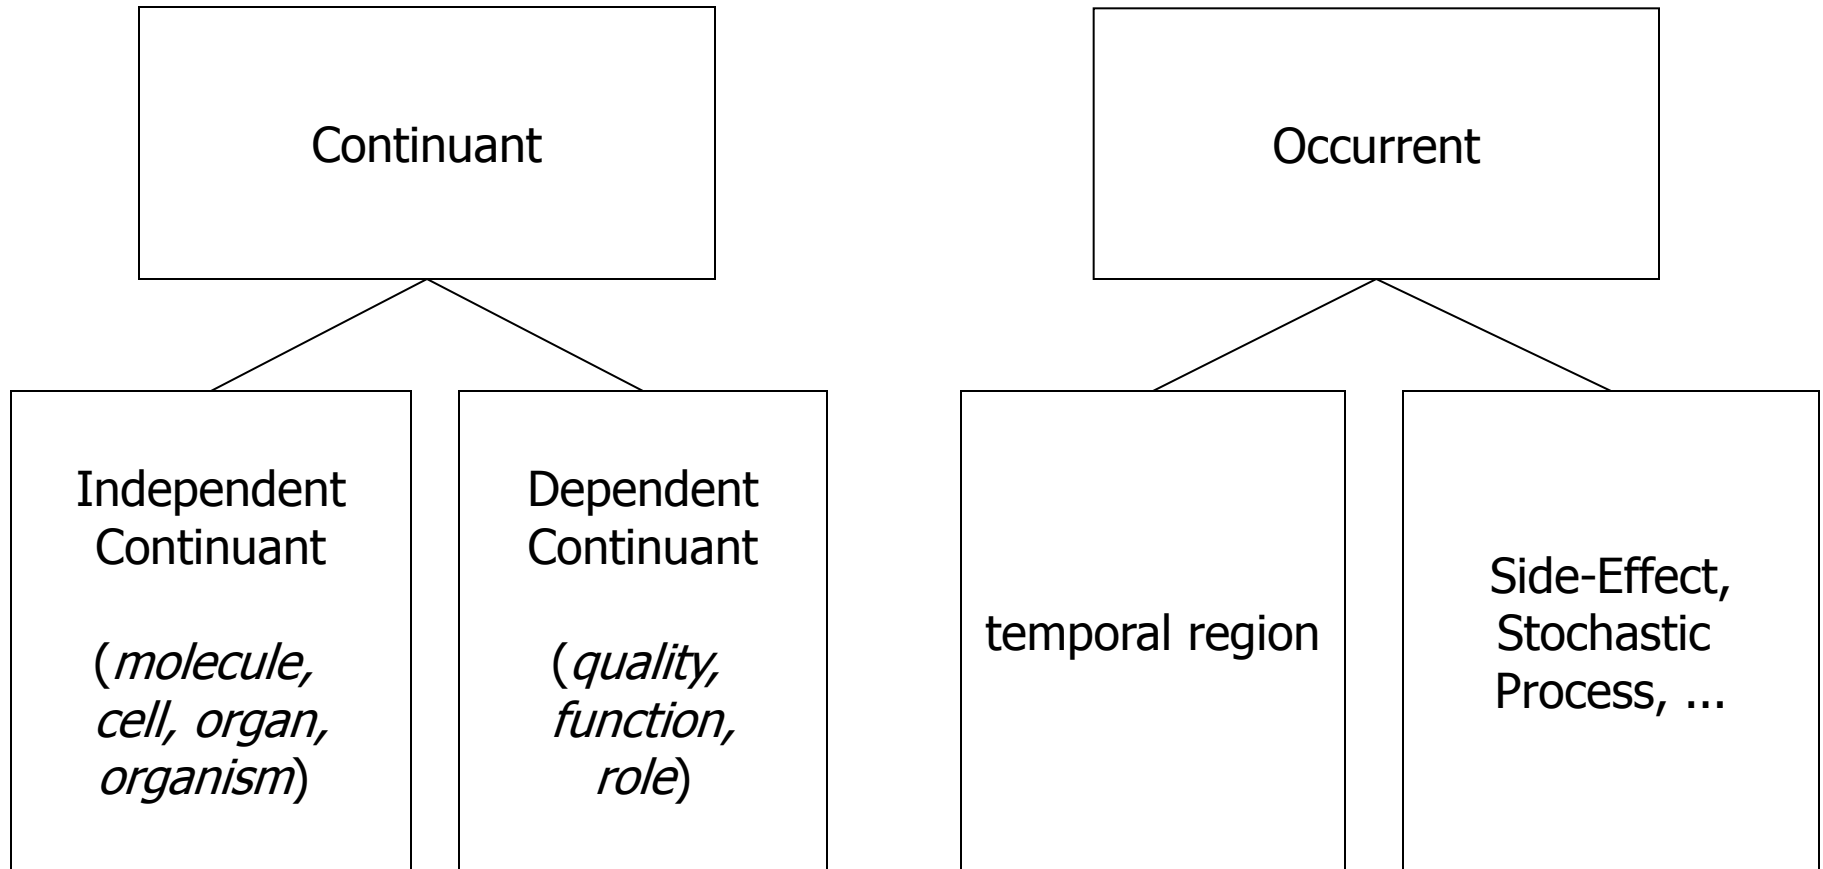 Continuant
Occurrent
Independent
Continuant
(molecule,
cell, organ,
organism)
Dependent
Continuant
(quality,
function,
role)
temporal region
Side-Effect,
Stochastic
Process, ...